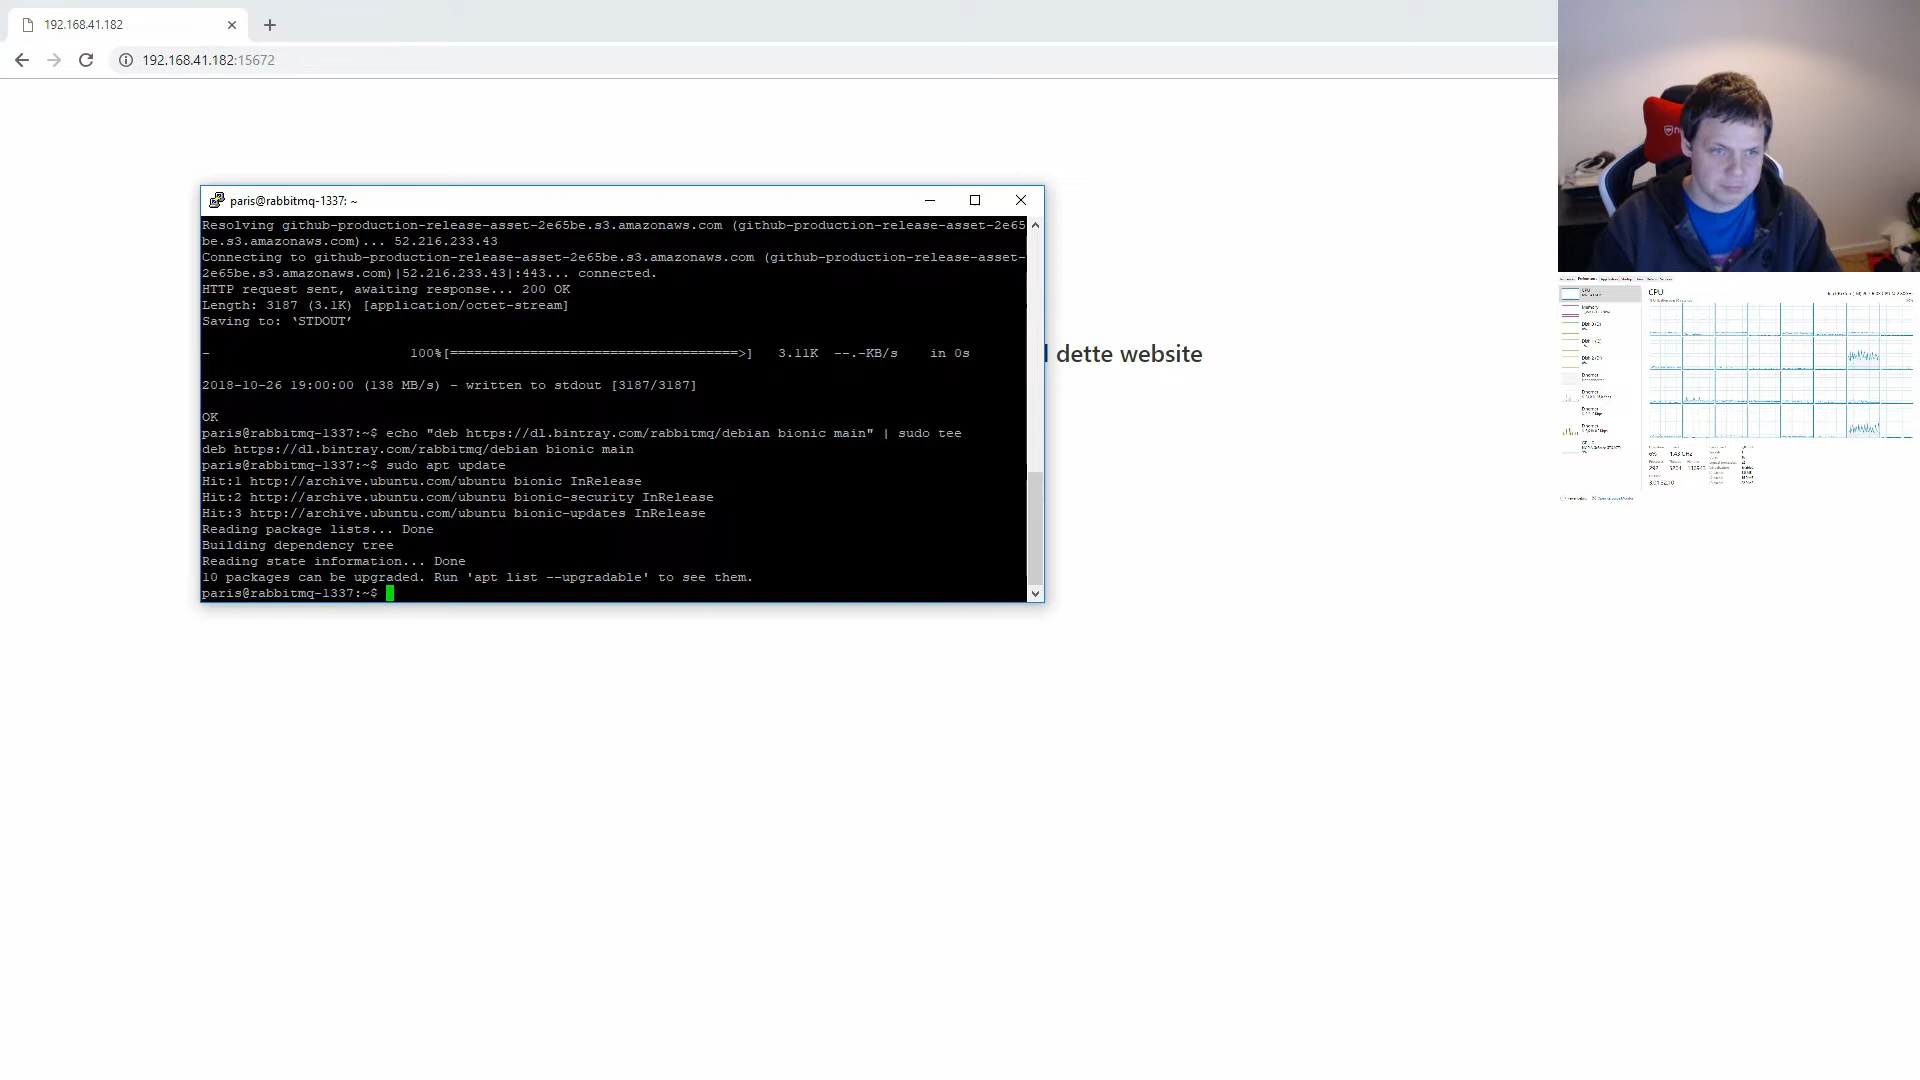 192.168.41.182
192.168.41.182:15672
paris@rabbitmq-1337: ~
Resolving github-production-release-asset-2e65be.s3.amazonaws.com (github-production-release-asset-2e65
be.s3.amazonaws.com)... 52.216.233.43
Connecting to github-production-release-asset-2e65be.s3.amazonaws.com (github-production-release-asset-
2e65be.s3.amazonaws.com)|52.216.233.43|:443... connected.
HTTP request sent, awaiting response... 200 OK
Length: 3187 (3.1K) [application/octet-stream]
Saving to: ‘STDOUT’
- 100%[====================================>] 3.11K --.-KB/s in 0s
2018-10-26 19:00:00 (138 MB/s) - written to stdout [3187/3187]
OK
paris@rabbitmq-1337:~$ echo "deb https://dl.bintray.com/rabbitmq/debian bionic main" | sudo tee
deb https://dl.bintray.com/rabbitmq/debian bionic main
paris@rabbitmq-1337:~$ sudo apt update
Hit:1 http://archive.ubuntu.com/ubuntu bionic InRelease
Hit:2 http://archive.ubuntu.com/ubuntu bionic-security InRelease
Hit:3 http://archive.ubuntu.com/ubuntu bionic-updates InRelease
Reading package lists... Done
Building dependency tree
Reading state information... Done
10 packages can be upgraded. Run 'apt list --upgradable' to see them.
paris@rabbitmq-1337:~$
dette website
CPU
Memory
Ethernet
Ethernet
Ethernet
CPU
1.43 GHz